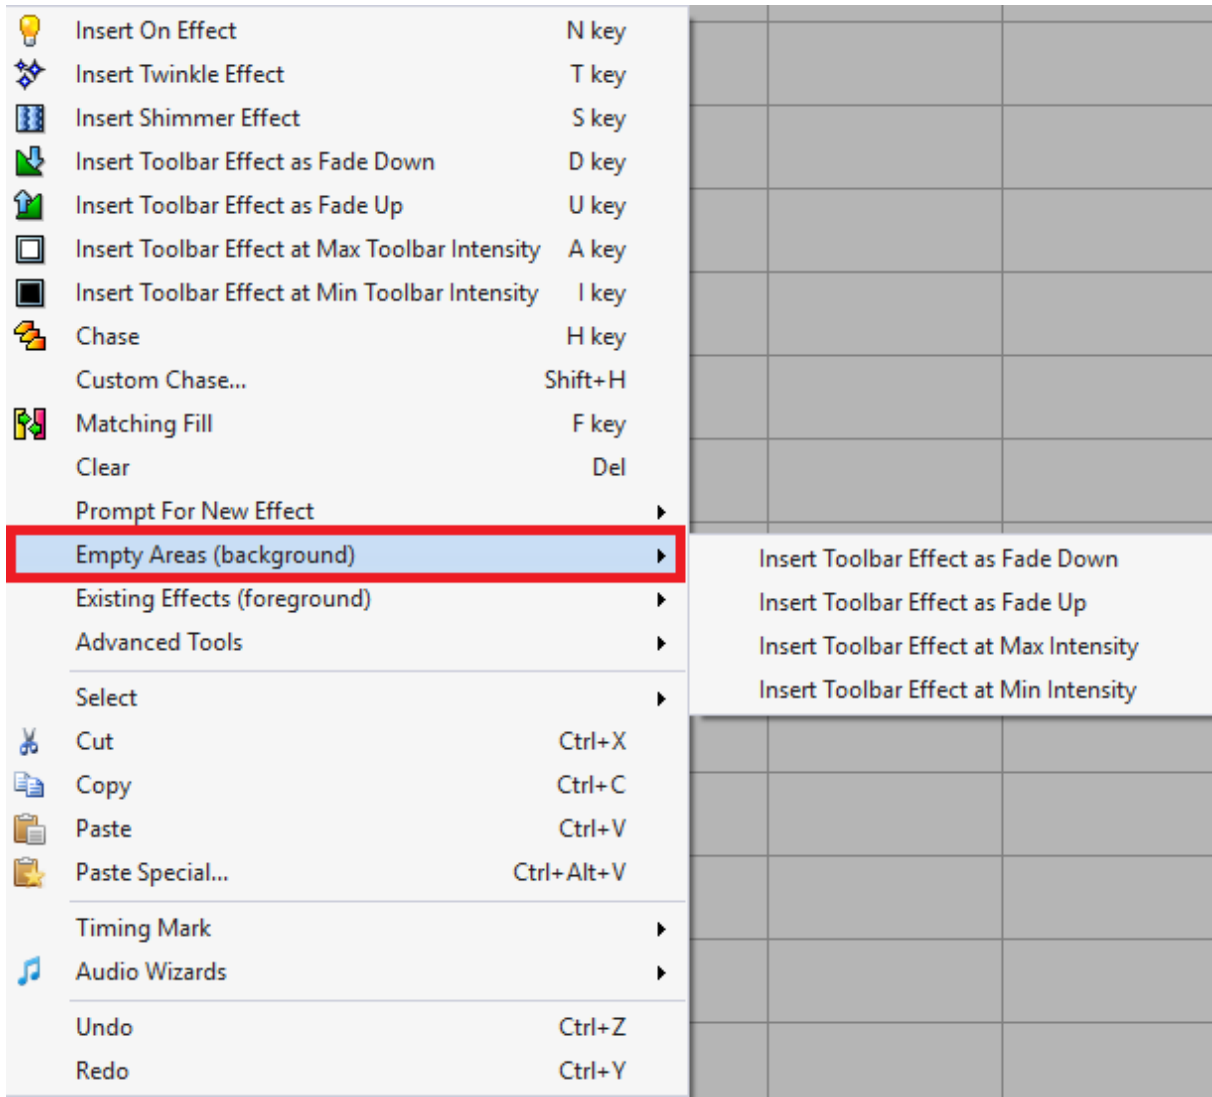 Insert On Effect N key
Insert Twinkle Effect T key
Insert Shimmer Effect S key
Insert Toolbar Effect as Fade Down D key
Insert Toolbar Effect as Fade Up U key
Insert Toolbar Effect at Max Toolbar Intensity A key
Insert Toolbar Effect at Min Toolbar Intensity I key
Chase H key
Custom Chase... Shift+H
Matching Fill F key
Clear Del
Prompt For New Effect
Empty Areas (background)
Existing Effects (foreground)
Advanced Tools
Select
Cut Ctrl+X
Copy Ctrl+C
Paste Ctrl+V
Paste Special... Ctrl+Alt+V
Timing Mark
Audio Wizards
Undo Ctrl+Z
Redo Ctrl+Y
Insert Toolbar Effect as Fade Down
Insert Toolbar Effect as Fade Up
Insert Toolbar Effect at Max Intensity
Insert Toolbar Effect at Min Intensity